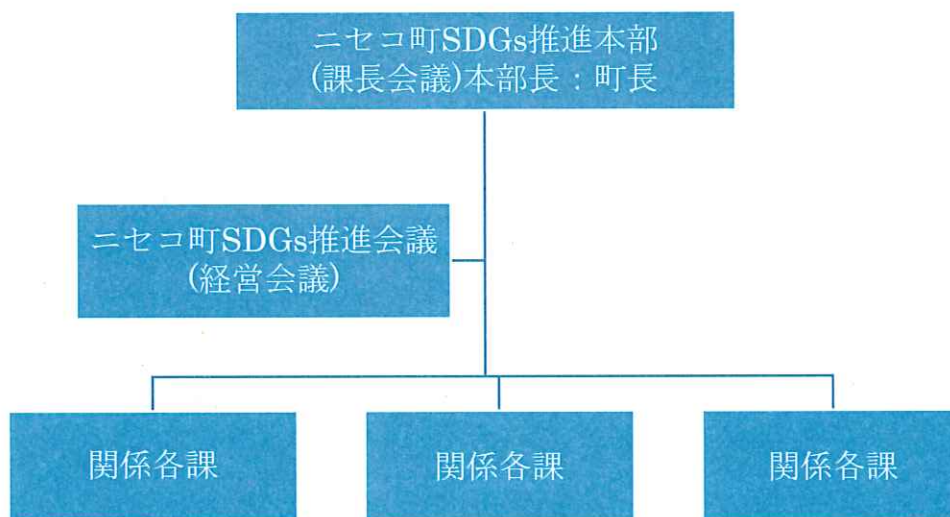 ニセコ町SDGs推進本部
(課長会議)本部長：町長
ニセコ町SDGs推進会議
(経営会議)
関係各課
関係各課
関係各課